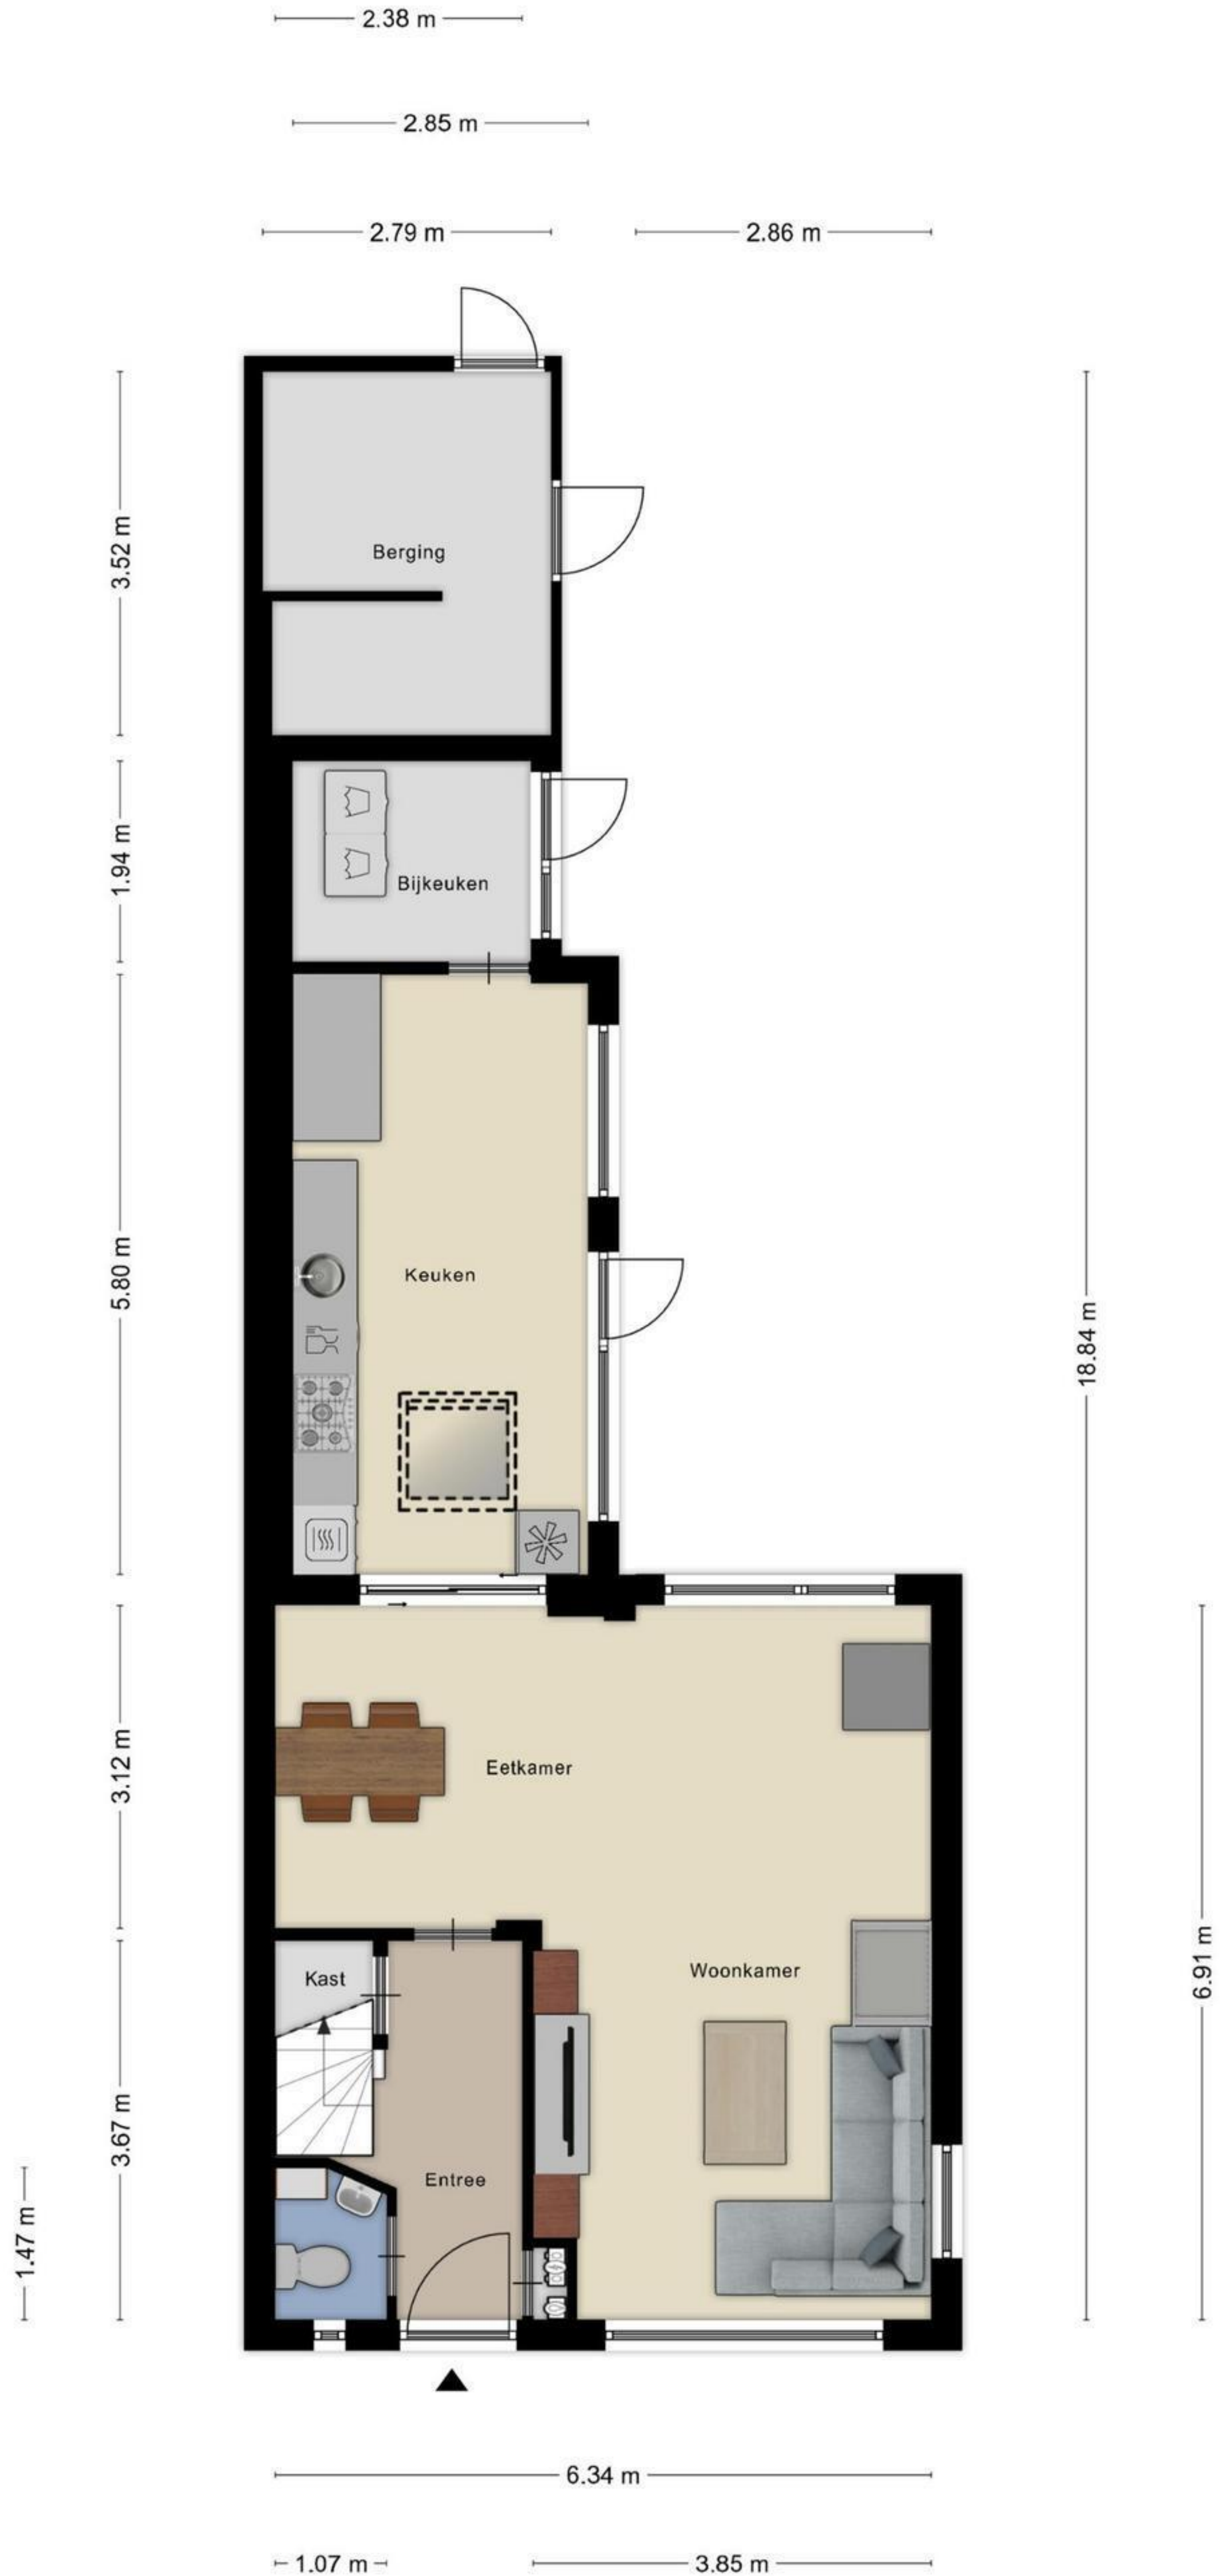 2.38 m
2.85 m
2.79 m
2.86 m
3.52 m
Berging
1.94 m
Bijkeuken
5.80 m
Keuken
18.84 m
3.12 m
Eetkamer
6.91 m
Kast
Woonkamer
3.67 m
Entree
1.47 m
6.34 m
1.07 m
3.85 m